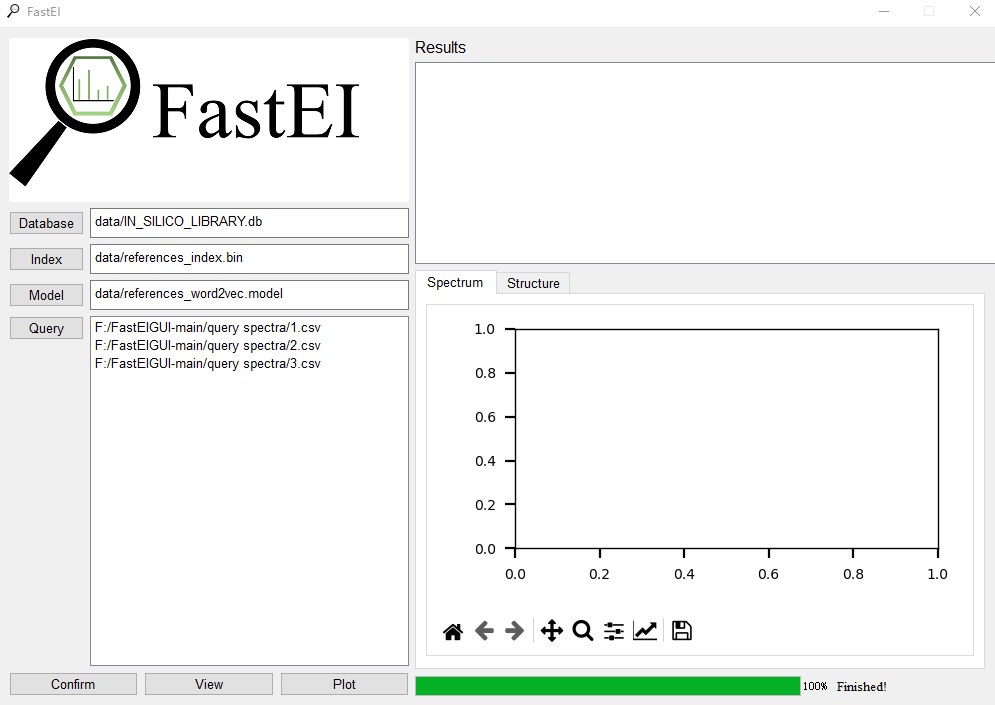 FastEI
FastEI
Results
Database
data/IN_SILICO_LIBRARY.db
Index
data/references_index.bin
Model
data/references_word2vec.model
Query
F:/FastEIGUI-main/query spectra/1.csv
F:/FastEIGUI-main/query spectra/2.csv
F:/FastEIGUI-main/query spectra/3.csv
Spectrum
Structure
1.0
0.8
0.6
0.4
0.2
0.0
0.0 0.2 0.4 0.6 0.8 1.0
Confirm
View
Plot
100% Finished!